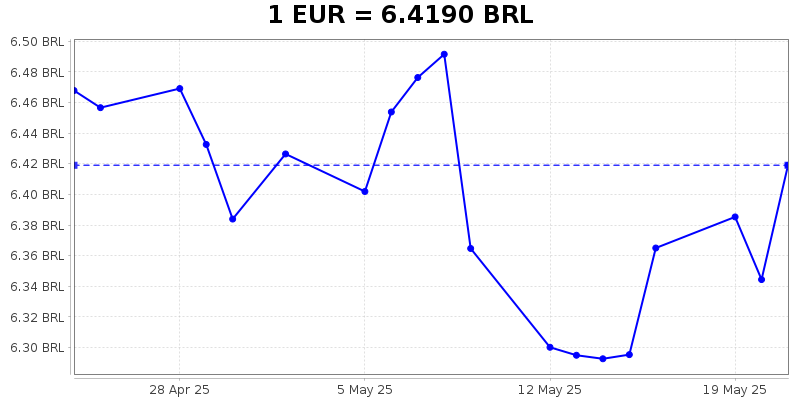 1 EUR = 6.4190 BRL
6.50 BRL
6.48 BRL
6.46 BRL
6.44 BRL
6.42 BRL
6.40 BRL
6.38 BRL
6.36 BRL
6.34 BRL
6.32 BRL
6.30 BRL
28 Apr 25
5 May 25
12 May 25
19 May 25